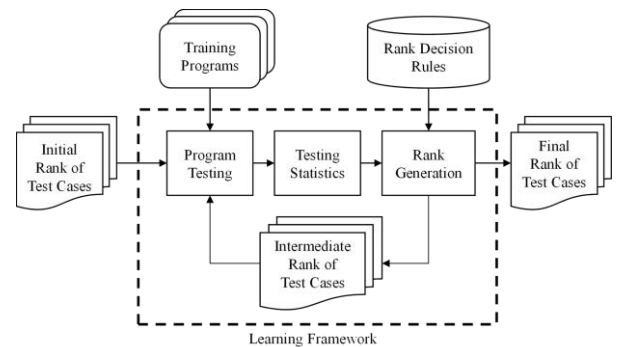 Training
Programs
Rank Decision
Rules
Initial
Rank of
Test Cases
Program
Testing
Testing
Statistics
Rank
Generation
Final
Rank of
Test Cases
Intermediate
Rank of
Test Cases
Learning Framework